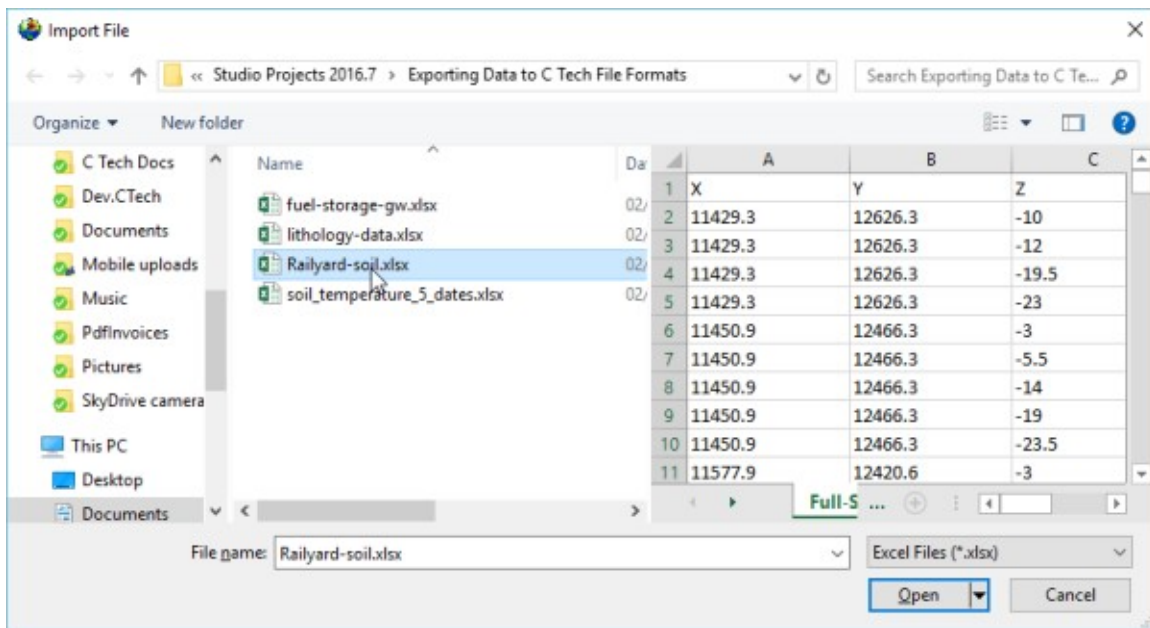 Import File
« Studio Projects 2016.7 › Exporting Data to C Tech File Formats
Search Exporting Data to C Te...
Organize
New folder
C Tech Docs
Dev.CTech
Documents
Mobile uploads
Music
PdfInvoices
Pictures
SkyDrive camera
This PC
Desktop
Documents
Name Da
fuel-storage-gw.xlsx 02/
lithology-data.xlsx 02/
Railyard-soil.xlsx 02/
soil_temperature_5_dates.xlsx 02/
A B C
1 X Y Z
2 11429.3 12626.3 -10
3 11429.3 12626.3 -12
4 11429.3 12626.3 -19.5
5 11429.3 12626.3 -23
6 11450.9 12466.3 -3
7 11450.9 12466.3 -5.5
8 11450.9 12466.3 -14
9 11450.9 12466.3 -19
10 11450.9 12466.3 -23.5
11 11577.9 12420.6 -3
Full-S ...
File name: Railyard-soil.xlsx
Excel Files (*.xlsx)
Open
Cancel